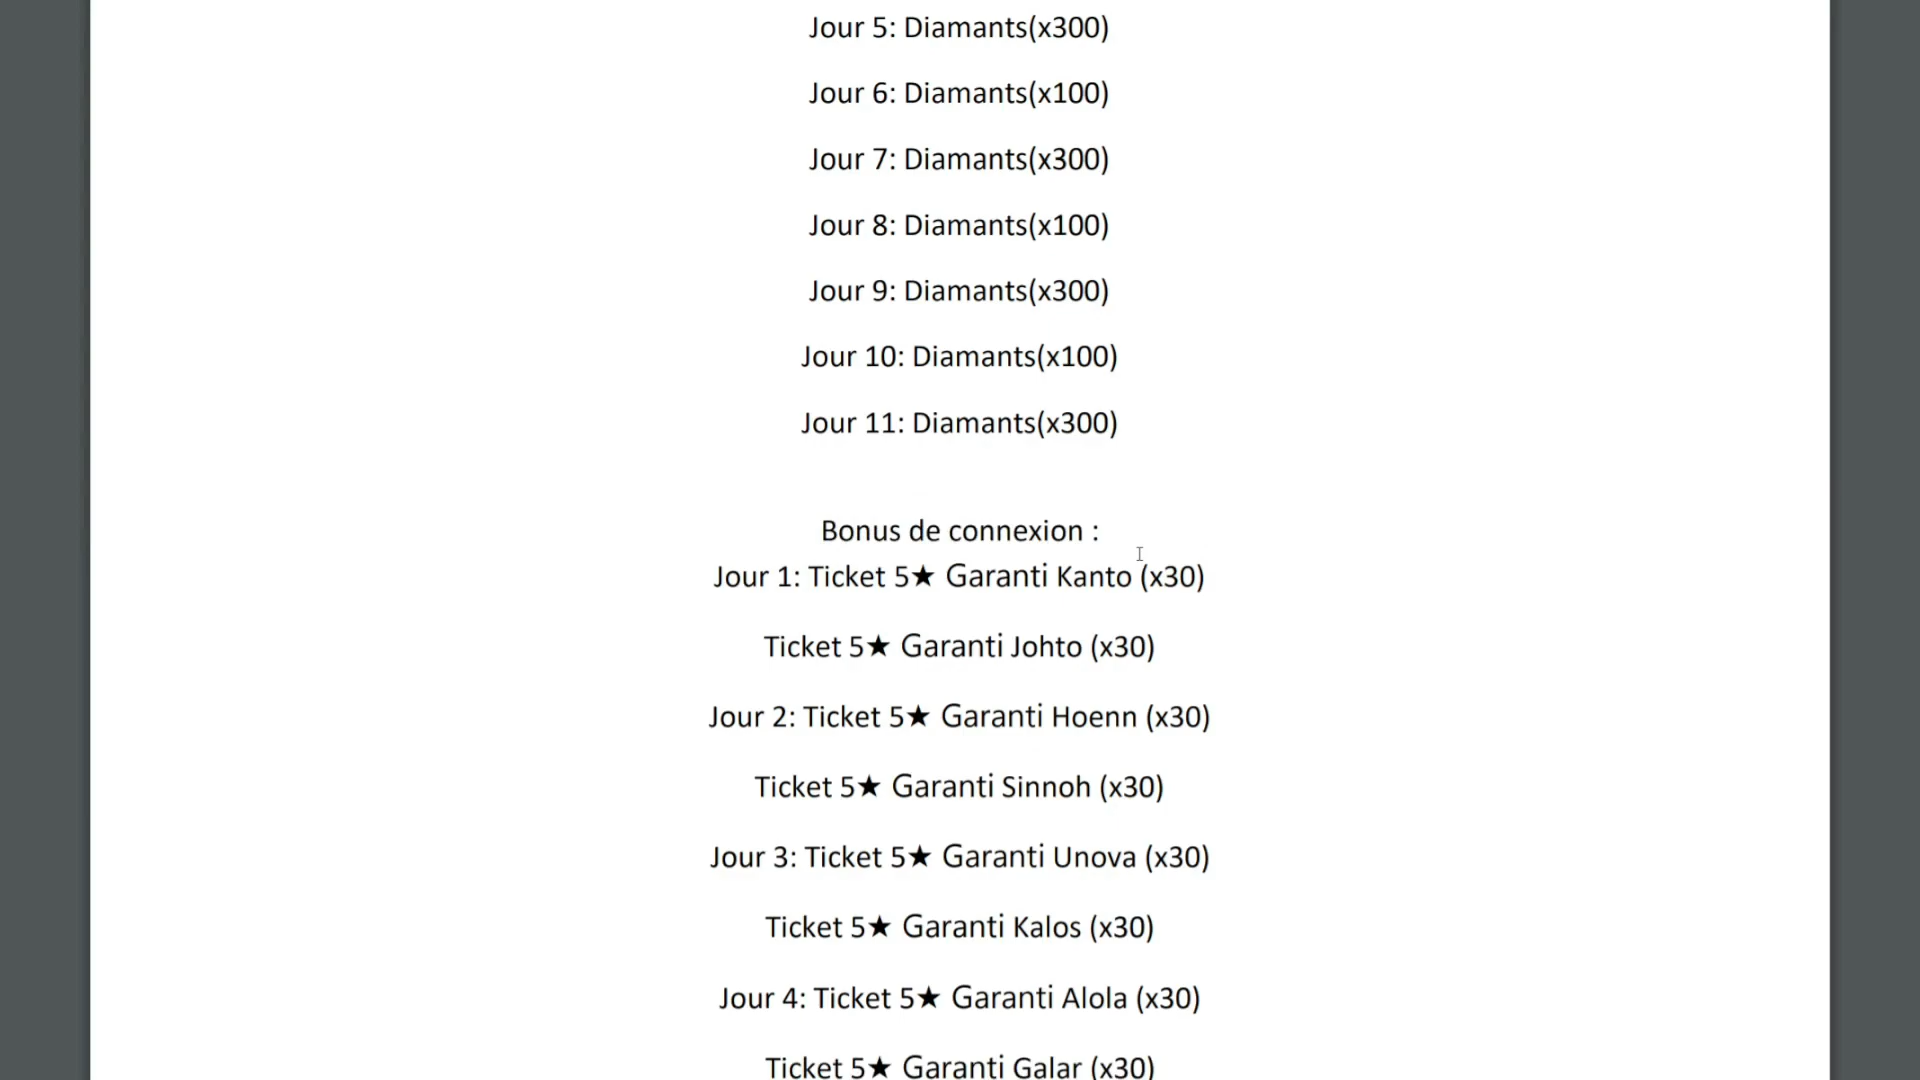 Jour 5: Diamants(x300)
Jour 6: Diamants(x100)
Jour 7: Diamants(x300)
Jour 8: Diamants(x100)
Jour 9: Diamants(x300)
Jour 10: Diamants(x100)
Jour 11: Diamants(x300)
Bonus de connexion :
Jour 1: Ticket 5★ Garanti Kanto (x30)
Ticket 5★ Garanti Johto (x30)
Jour 2: Ticket 5★ Garanti Hoenn (x30)
Ticket 5★ Garanti Sinnoh (x30)
Jour 3: Ticket 5★ Garanti Unova (x30)
Ticket 5★ Garanti Kalos (x30)
Jour 4: Ticket 5★ Garanti Alola (x30)
Ticket 5★ Garanti Galar (x30)